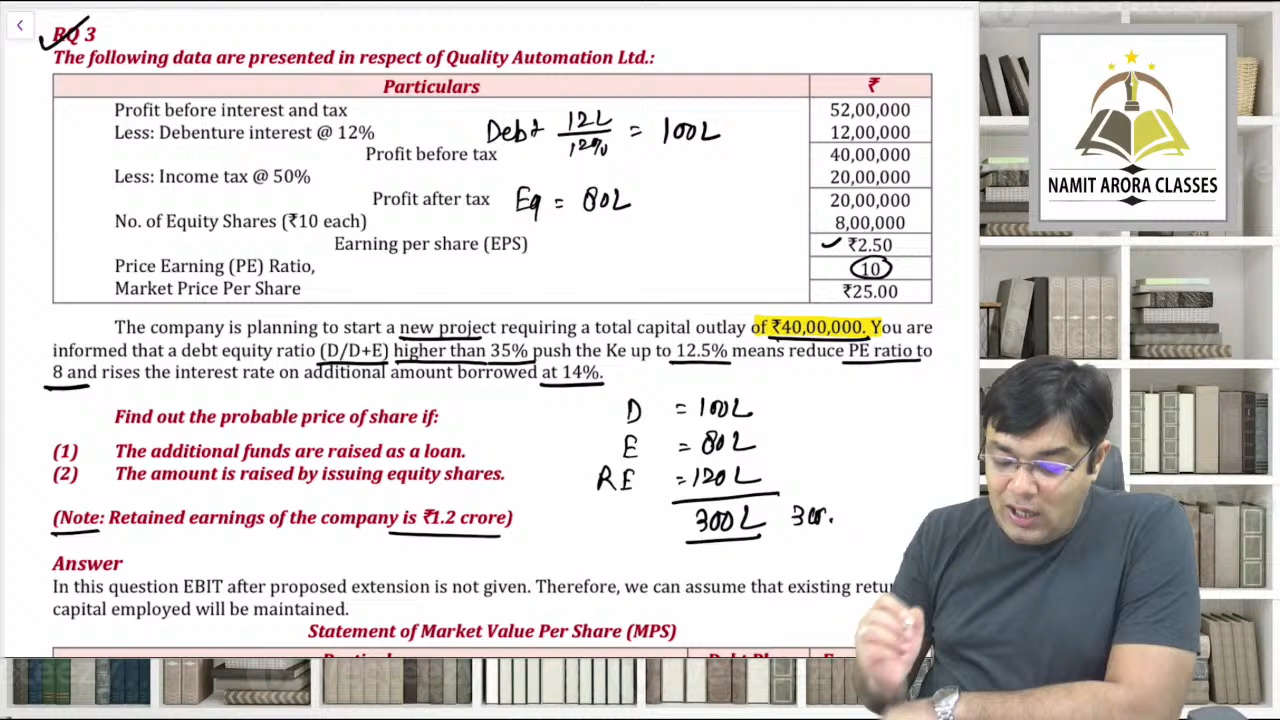 RQ 3
The following data are presented in respect of Quality Automation Ltd.:
Particulars ₹
Profit before interest and tax 52,00,000
Less: Debenture interest @ 12% 12,00,000
Debt 12L / 12% = 100L
Profit before tax 40,00,000
Less: Income tax @ 50% 20,00,000
Profit after tax 20,00,000
Eq = 80L
No. of Equity Shares (₹10 each) 8,00,000
Earning per share (EPS) ₹2.50
Price Earning (PE) Ratio, 10
Market Price Per Share ₹25.00
The company is planning to start a new project requiring a total capital outlay of ₹40,00,000. You are
informed that a debt equity ratio (D/D+E) higher than 35% push the Ke up to 12.5% means reduce PE ratio to
8 and rises the interest rate on additional amount borrowed at 14%.
Find out the probable price of share if:
(1) The additional funds are raised as a loan.
(2) The amount is raised by issuing equity shares.
(Note: Retained earnings of the company is ₹1.2 crore)
D = 100L
E = 80L
RE = 120L
300L 3cr.
Answer
In this question EBIT after proposed extension is not given. Therefore, we can assume that existing
capital employed will be maintained.
Statement of Market Value Per Share (MPS)
NAMIT ARORA CLASSES